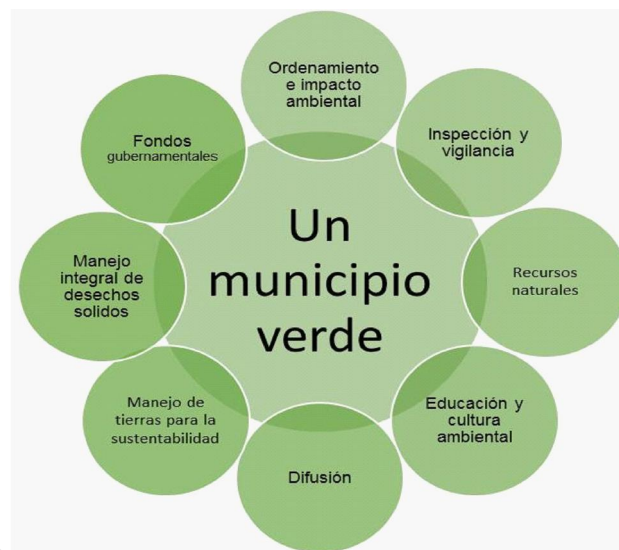 Ordenamiento
e impacto
ambiental
Inspección y
vigilancia
Recursos
naturales
Educación y
cultura
ambiental
Difusión
Manejo de
tierras para la
sustentabilidad
Manejo
integral de
desechos
solidos
Fondos
gubernamentales
Un
municipio
verde